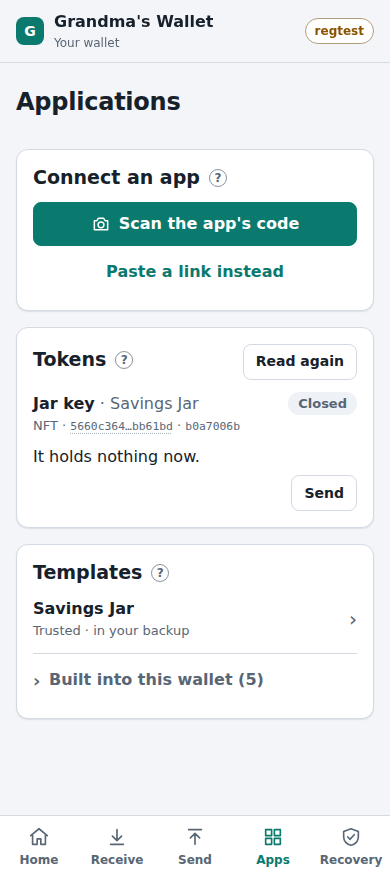 G
Grandma's Wallet
Your wallet
regtest
Applications
Connect an app ?
Scan the app's code
Paste a link instead
Tokens ?
Read again
Jar key · Savings Jar
Closed
NFT · 5660c364…bb61bd · b0a7006b
It holds nothing now.
Send
Templates ?
Savings Jar
Trusted · in your backup
Built into this wallet (5)
Home
Receive
Send
Apps
Recovery